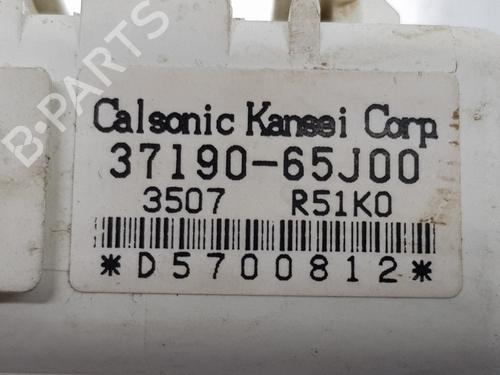 Calsonic Kansei Corp
37190-65J00
3507 R51K0
*D5700812*
B-PARTS